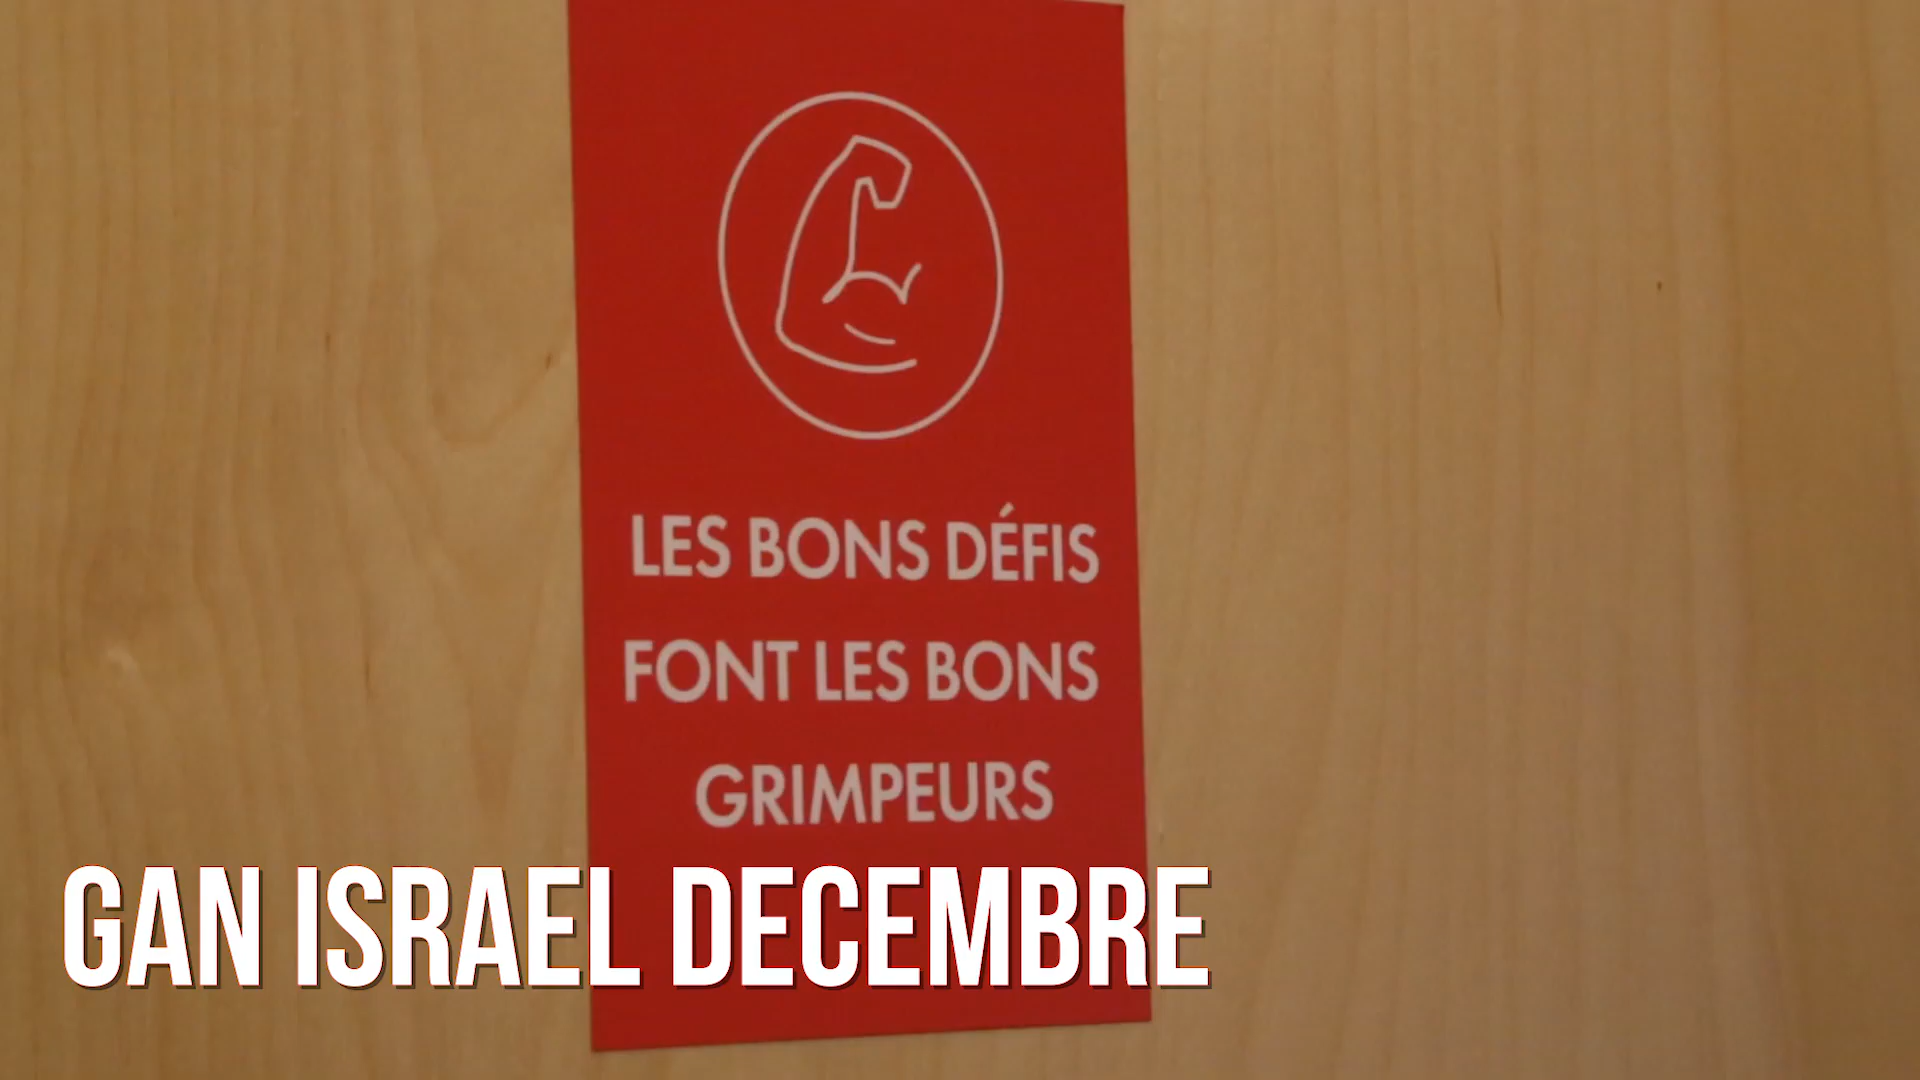 LES BONS DÉFIS
FONT LES BONS
GRIMPEURS
GAN ISRAEL DECEMBRE